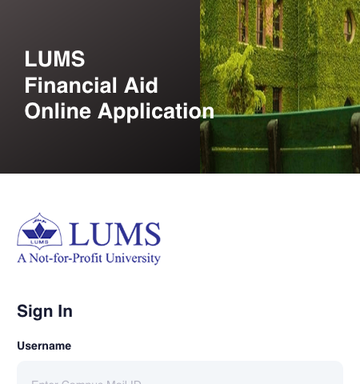 LUMS
Financial Aid
Online Application
LUMS
LUMS
A Not-for-Profit University
Sign In
Username
Enter Campus Mail ID